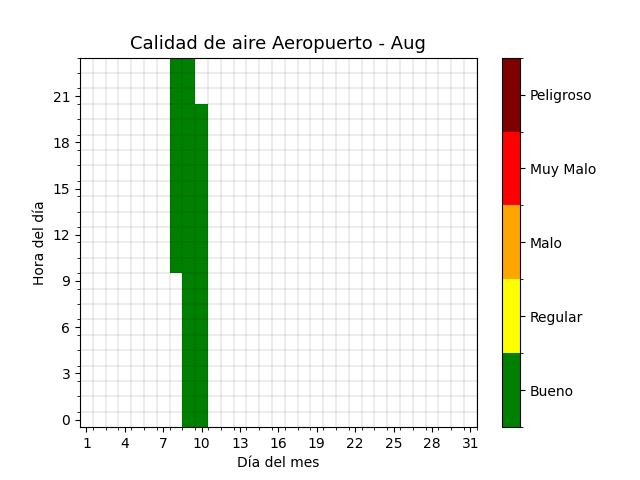 Calidad de aire Aeropuerto - Aug
Hora del día
21
18
15
12
9
6
3
0
1 4 7 10 13 16 19 22 25 28 31
Día del mes
Peligroso
Muy Malo
Malo
Regular
Bueno